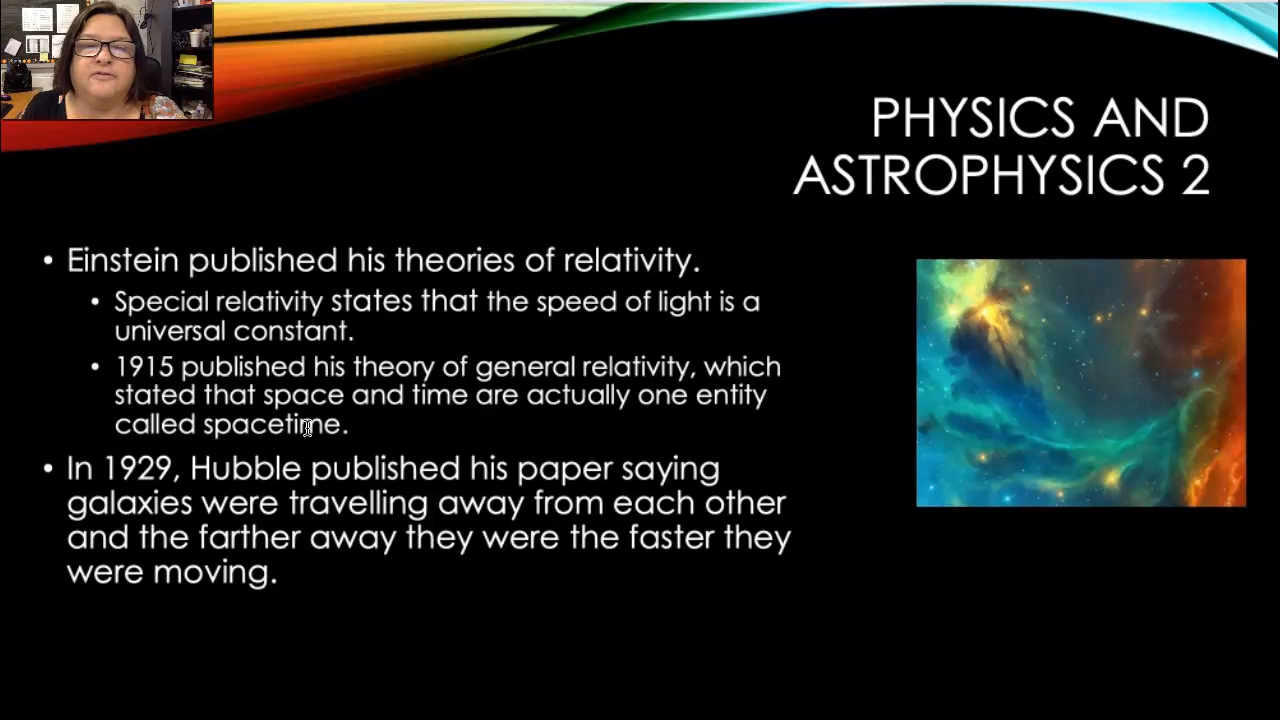 PHYSICS AND
ASTROPHYSICS 2
• Einstein published his theories of relativity.
• Special relativity states that the speed of light is a
universal constant.
• 1915 published his theory of general relativity, which
stated that space and time are actually one entity
called spacetime.
• In 1929, Hubble published his paper saying
galaxies were travelling away from each other
and the farther away they were the faster they
were moving.